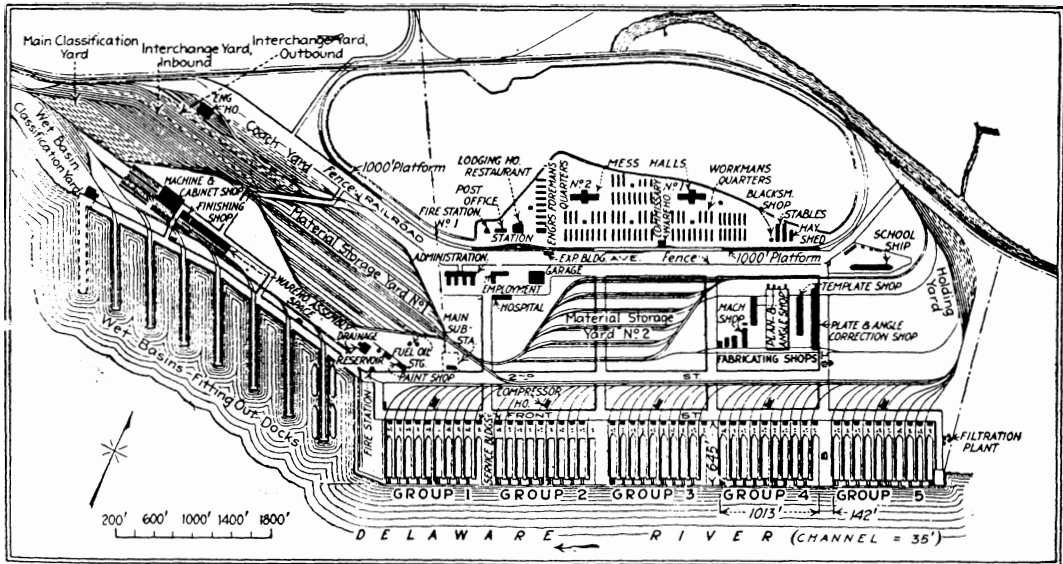 Main Classification
Yard
Interchange Yard,
Inbound
Interchange Yard,
Outbound
ENG
HO.
Coach Yard
Wet Basin
Classification Yard
Fence
RAILROAD
1000' Platform
MACHINE &
CABINET SHOP
FINISHING
SHOP
Material Storage Yard No1
LODGING HO.
RESTAURANT
POST
OFFICE
FIRE STATION
No 1
STATION
ENGRS FOREMANS
QUARTERS
MESS HALLS
No 2
No 1
WORKMANS
QUARTERS
BLACKSM.
SHOP
STABLES
HAY
SHED
SCHOOL
SHIP
EXP. BLDG. AVE.
Fence
1000' Platform
ADMINISTRATION
EMPLOYMENT
GARAGE
HOSPITAL
MAIN
SUB-
STA.
Material Storage
Yard No 2
MACH
SHOP
ANGLE SHOP
TEMPLATE SHOP
PLATE & ANGLE
CORRECTION SHOP
FABRICATING SHOPS
Holding
Yard
SPACE
DRAINAGE
RESERVOIR
FUEL OIL
STG.
PAINT SHOP
Wet Basins-Fitting Out Docks
2ND ST.
COMPRESSOR
HO.
FRONT ST.
FIRE STATION
SERVICE BLDGS
645'
FILTRATION
PLANT
GROUP 1
GROUP 2
GROUP 3
GROUP 4
GROUP 5
1013'
142'
200' 600' 1000' 1400' 1800'
DELAWARE RIVER (CHANNEL = 35')